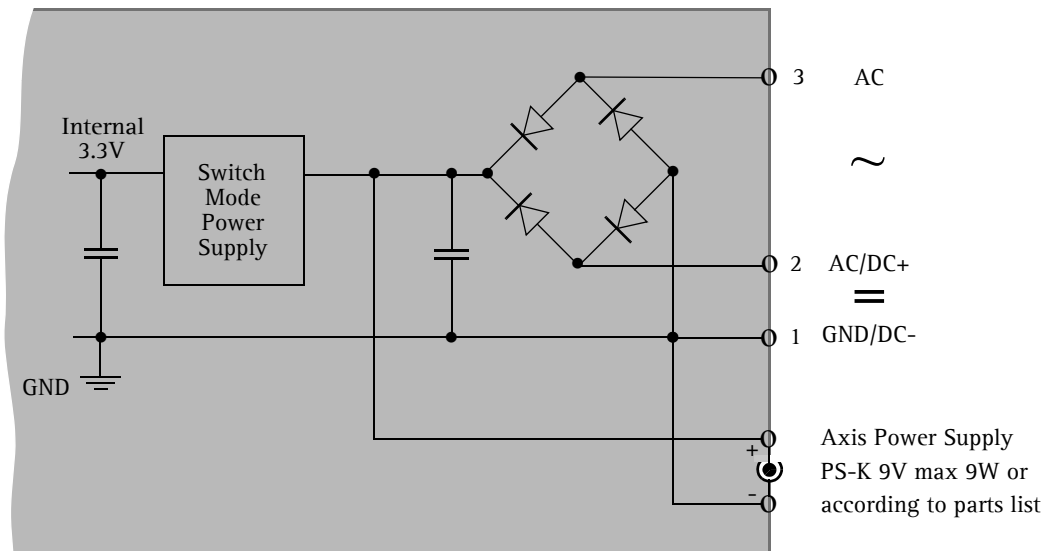 3 AC
Internal
3.3V
~
Switch
Mode
Power
Supply
2 AC/DC+
=
1 GND/DC-
GND
+
Axis Power Supply
PS-K 9V max 9W or
-
according to parts list